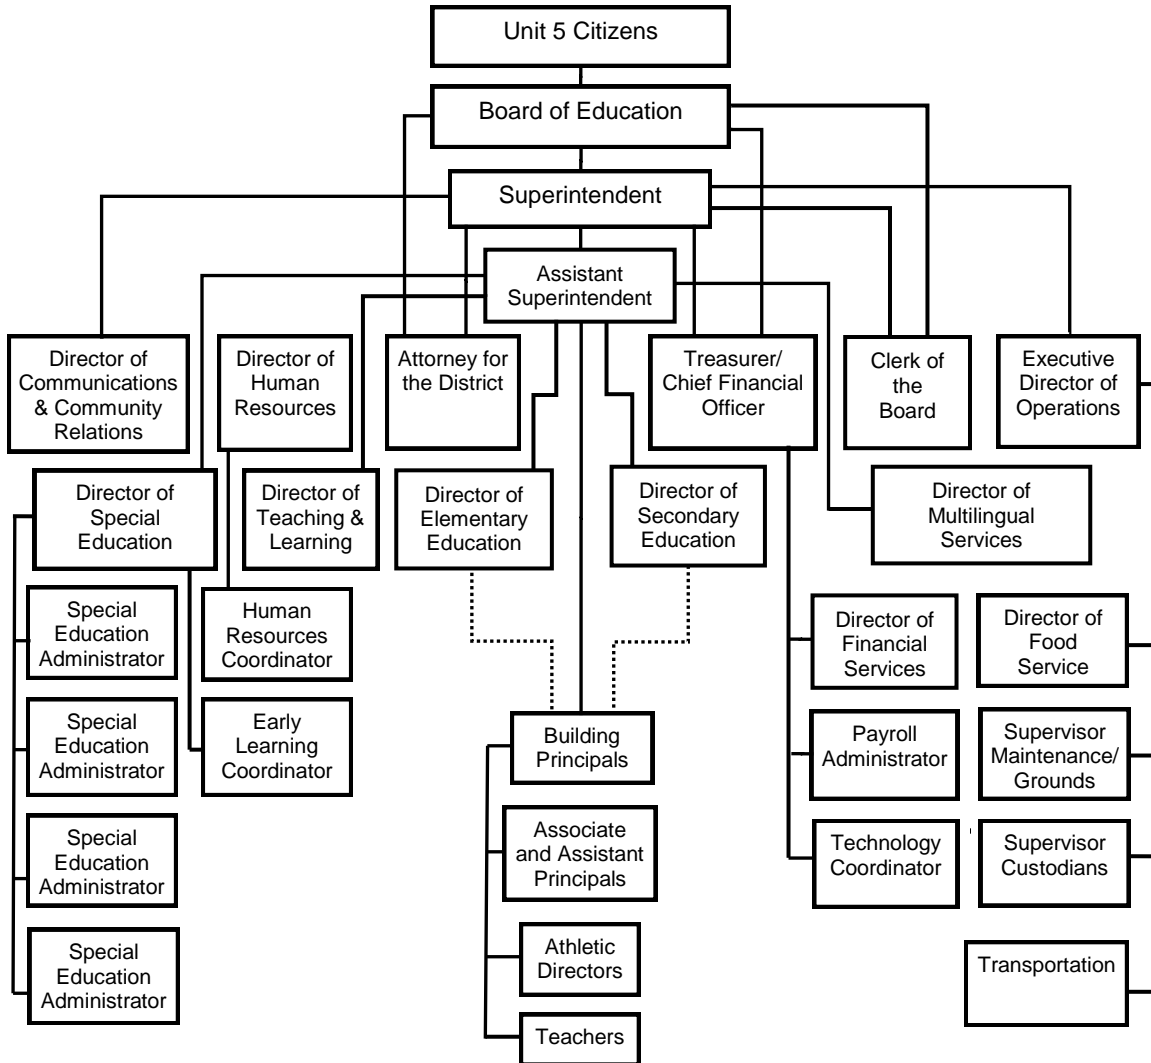 Unit 5 Citizens
Board of Education
Superintendent
Assistant
Superintendent
Director of
Communications
& Community
Relations
Director of
Human
Resources
Attorney for
the District
Treasurer/
Chief Financial
Officer
Clerk of
the
Board
Executive
Director of
Operations
Director of
Special
Education
Director of
Teaching &
Learning
Director of
Elementary
Education
Director of
Secondary
Education
Director of
Multilingual
Services
Special
Education
Administrator
Human
Resources
Coordinator
Director of
Financial
Services
Director of
Food
Service
Special
Education
Administrator
Early
Learning
Coordinator
Building
Principals
Payroll
Administrator
Supervisor
Maintenance/
Grounds
Special
Education
Administrator
Associate
and Assistant
Principals
Technology
Coordinator
Supervisor
Custodians
Special
Education
Administrator
Athletic
Directors
Transportation
Teachers